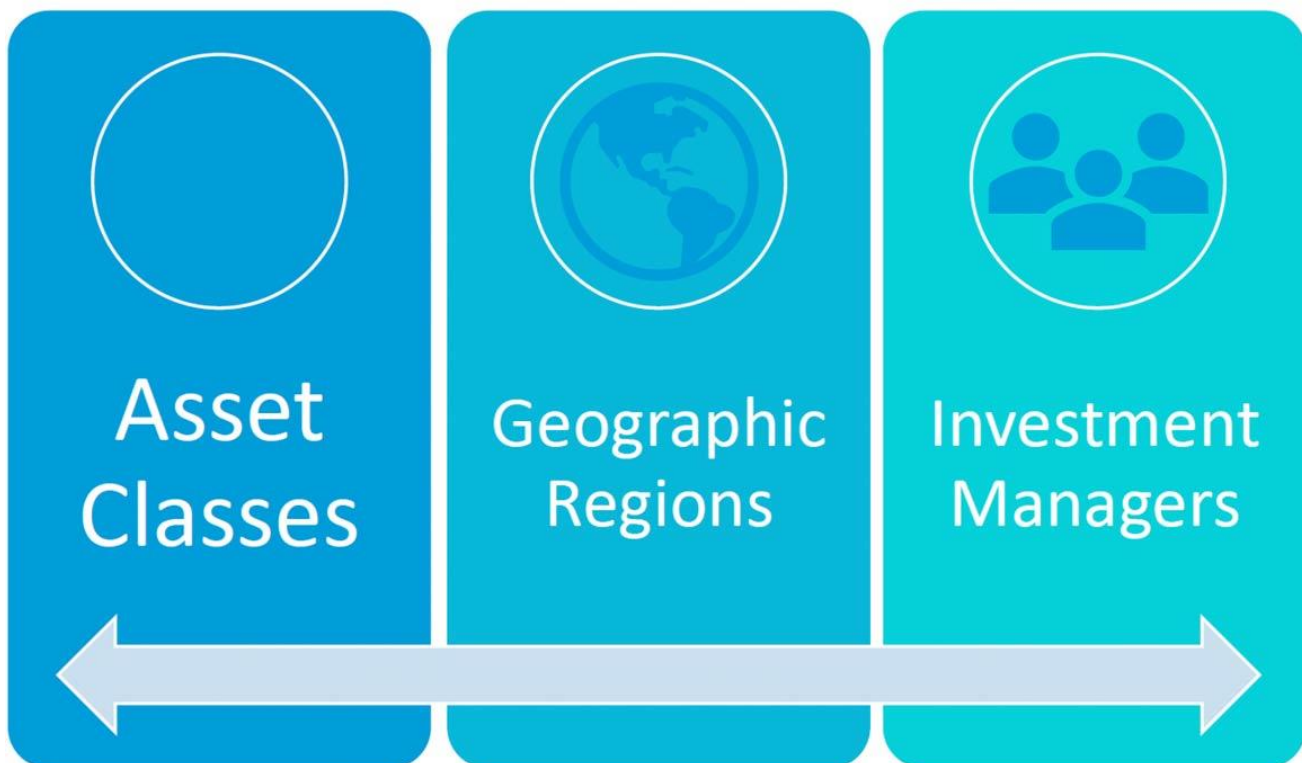 Asset
Classes
Geographic
Regions
Investment
Managers